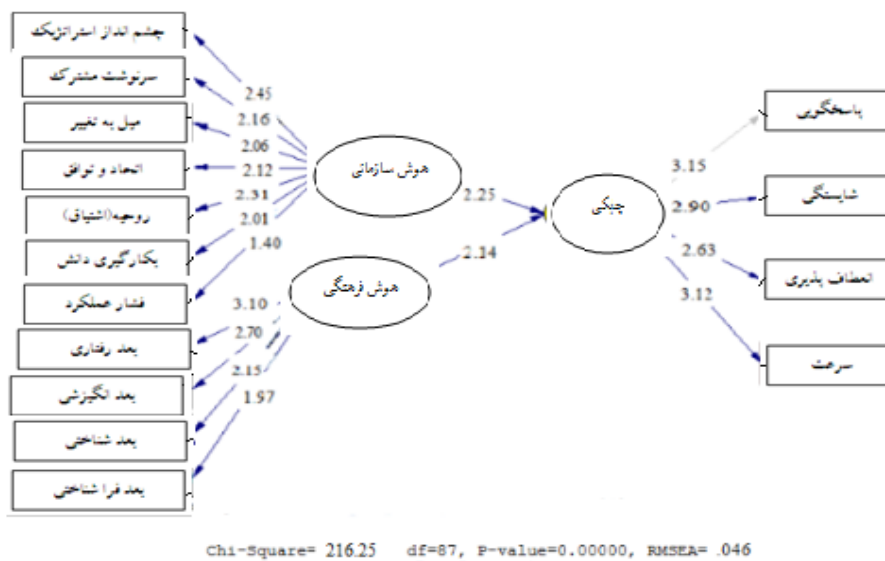 چشم انداز استراتژیک
سرنوشت مشترک
میل به تغییر
اتحاد و توافق
روحیه(اشتیاق)
بکارگیری دانش
فشار عملکرد
بعد رفتاری
بعد انگیزشی
بعد شناختی
بعد فرا شناختی
2.45
2.16
2.06
2.12
2.31
2.01
1.40
3.10
2.70
2.15
1.97
هوش سازمانی
هوش فرهنگی
2.25
2.14
چابکی
3.15
2.90
2.63
3.12
پاسخگویی
شایستگی
انعطاف پذیری
سرعت
Chi-Square= 216.25 df=87, P-value=0.00000, RMSEA= .046